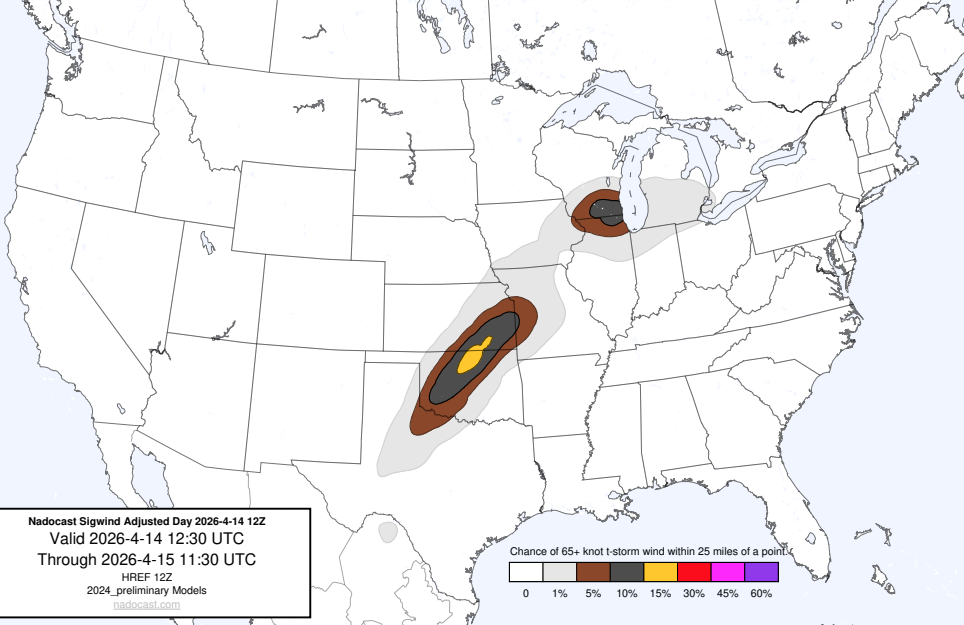 Nadocast Sigwind Adjusted Day 2026-4-14 12Z
Valid 2026-4-14 12:30 UTC
Through 2026-4-15 11:30 UTC
HREF 12Z
2024_preliminary Models
nadocast.com
Chance of 65+ knot t-storm wind within 25 miles of a point.
0 1% 5% 10% 15% 30% 45% 60%